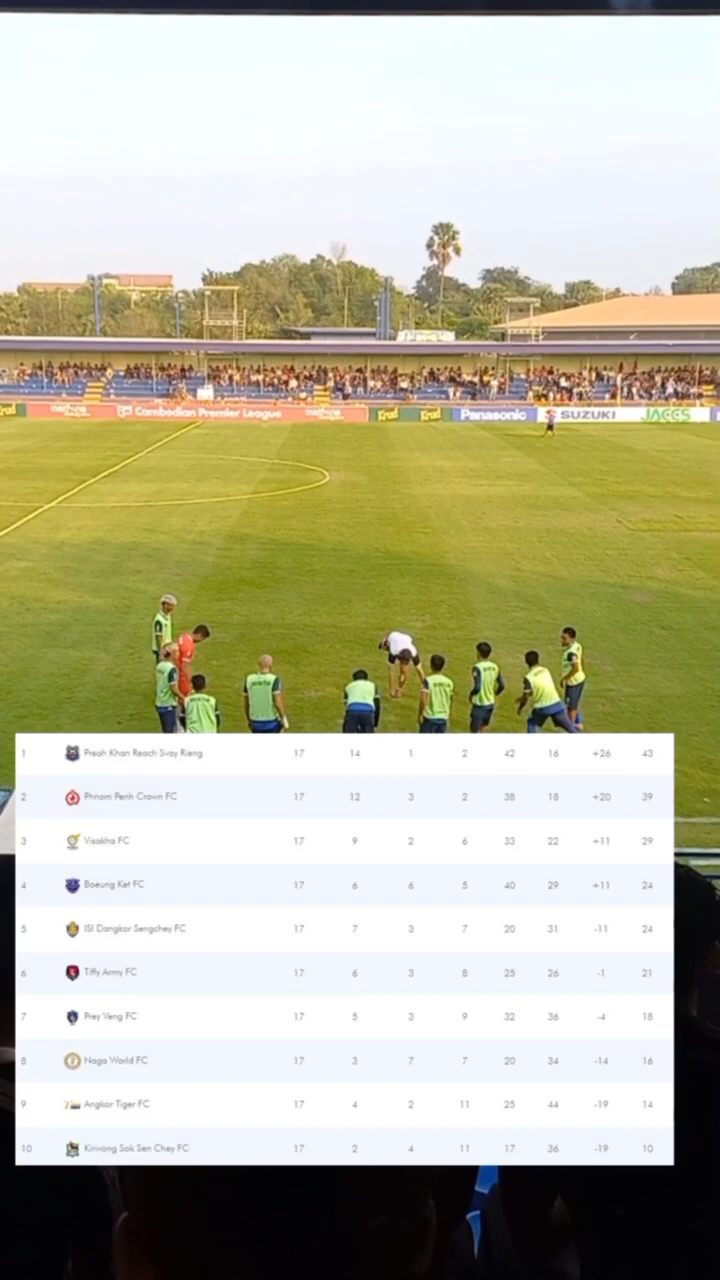 Krud
Cambodian Premier League
Krud
Krud
Panasonic
SUZUKI
JACCS
1 Preah Khan Reach Svay Rieng 17 14 1 2 42 16 +26 43
2 Phnom Penh Crown FC 17 12 3 2 38 18 +20 39
3 Visakha FC 17 9 2 6 33 22 +11 29
4 Boeung Ket FC 17 6 6 5 40 29 +11 24
5 ISI Dangkor Sengchey FC 17 7 3 7 20 31 -11 24
6 Tiffy Army FC 17 6 3 8 25 26 -1 21
7 Prey Veng FC 17 5 3 9 32 36 -4 18
8 Naga World FC 17 3 7 7 20 34 -14 16
9 Angkor Tiger FC 17 4 2 11 25 44 -19 14
10 Kirivong Sok Sen Chey FC 17 2 4 11 17 36 -19 10